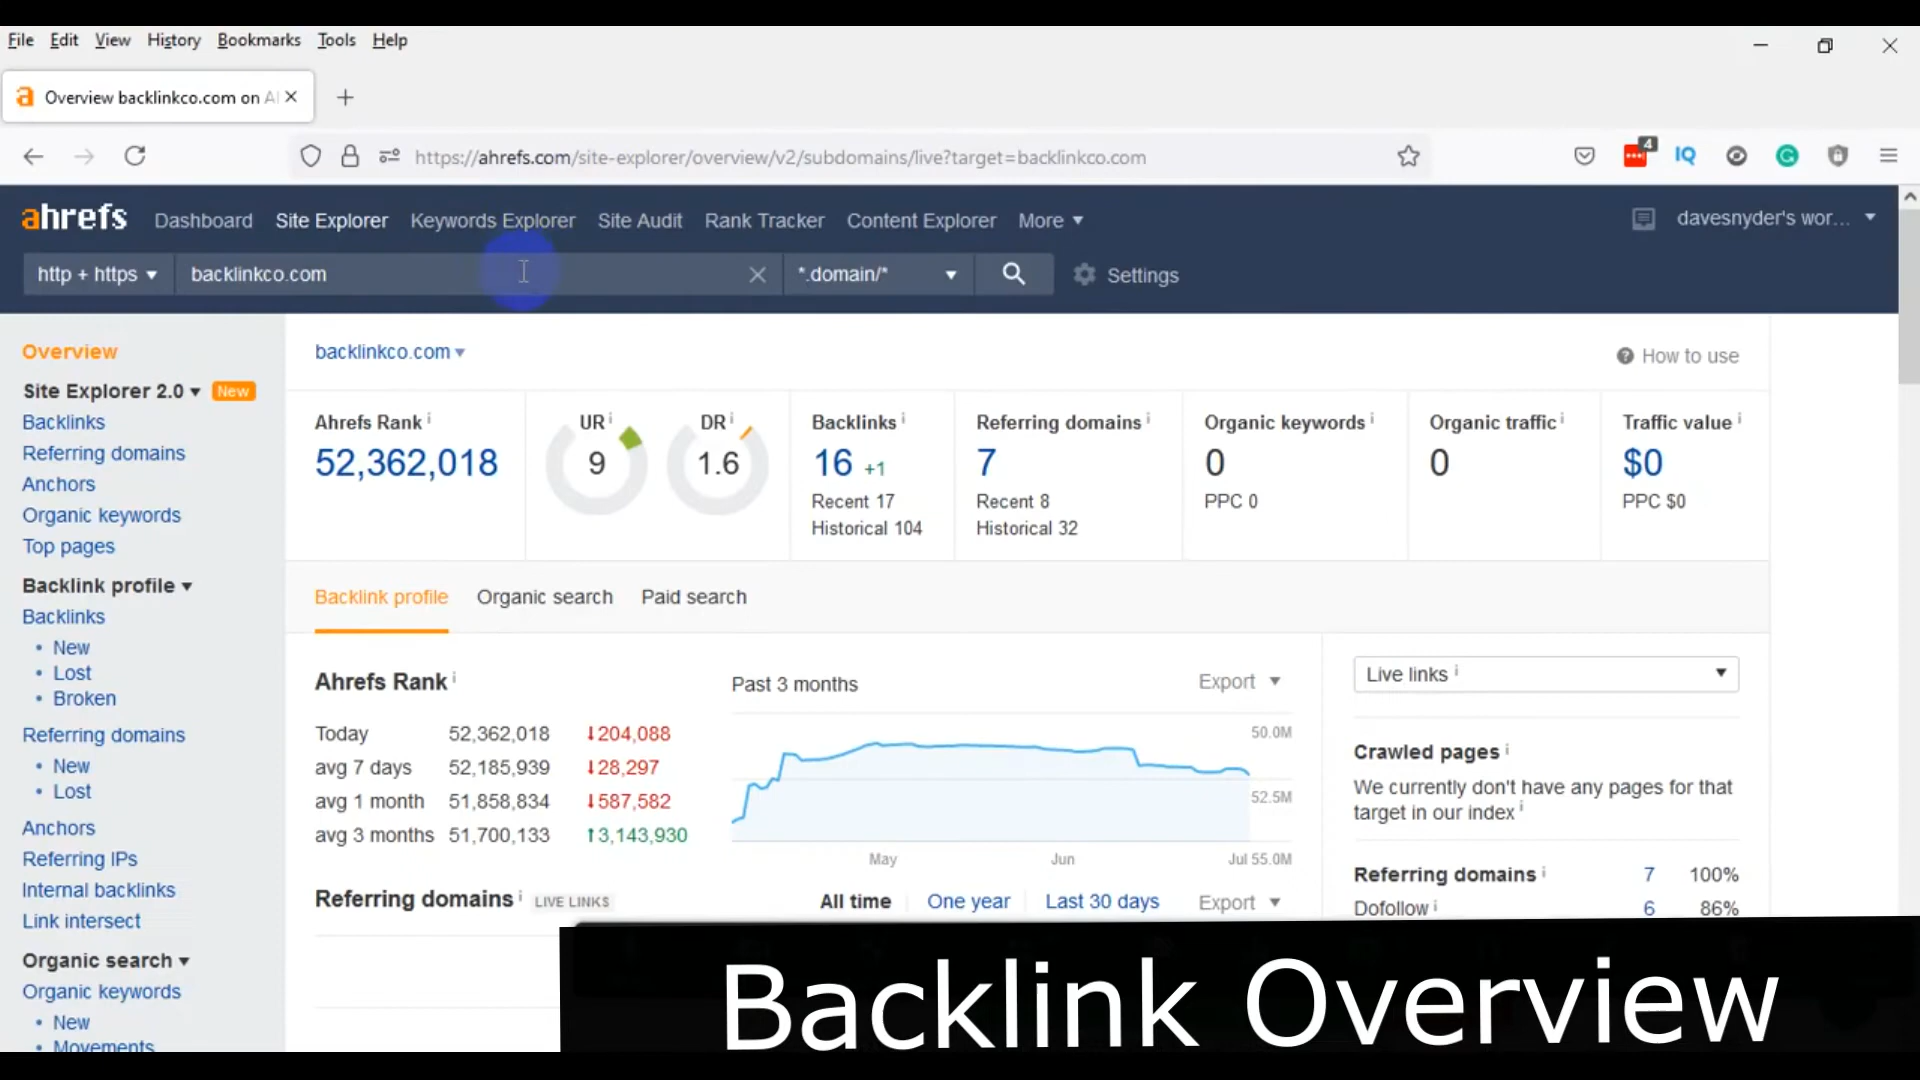 File Edit View History Bookmarks Tools Help
Overview backlinkco.com on Al
https://ahrefs.com/site-explorer/overview/v2/subdomains/live?target=backlinkco.com
4
IQ
ahrefs Dashboard Site Explorer Keywords Explorer Site Audit Rank Tracker Content Explorer More davesnyder's wor...
http + https backlinkco.com *.domain/* Settings
Overview
Site Explorer 2.0 New
Backlinks
Referring domains
Anchors
Organic keywords
Top pages
Backlink profile
Backlinks
• New
• Lost
• Broken
Referring domains
• New
• Lost
Anchors
Referring IPs
Internal backlinks
Link intersect
Organic search
Organic keywords
• New
• Movements
backlinkco.com
How to use
Ahrefs Rank
52,362,018
UR
9
DR
1.6
Backlinks
16 +1
Recent 17
Historical 104
Referring domains
7
Recent 8
Historical 32
Organic keywords
0
PPC 0
Organic traffic
0
Traffic value
$0
PPC $0
Backlink profile Organic search Paid search
Ahrefs Rank
Today 52,362,018 ↓204,088
avg 7 days 52,185,939 ↓28,297
avg 1 month 51,858,834 ↓587,582
avg 3 months 51,700,133 ↑3,143,930
Past 3 months Export
50.0M
52.5M
May Jun Jul 55.0M
Referring domains LIVE LINKS All time One year Last 30 days Export
Live links
Crawled pages
We currently don't have any pages for that
target in our index
Referring domains 7 100%
Dofollow 6 86%
Backlink Overview